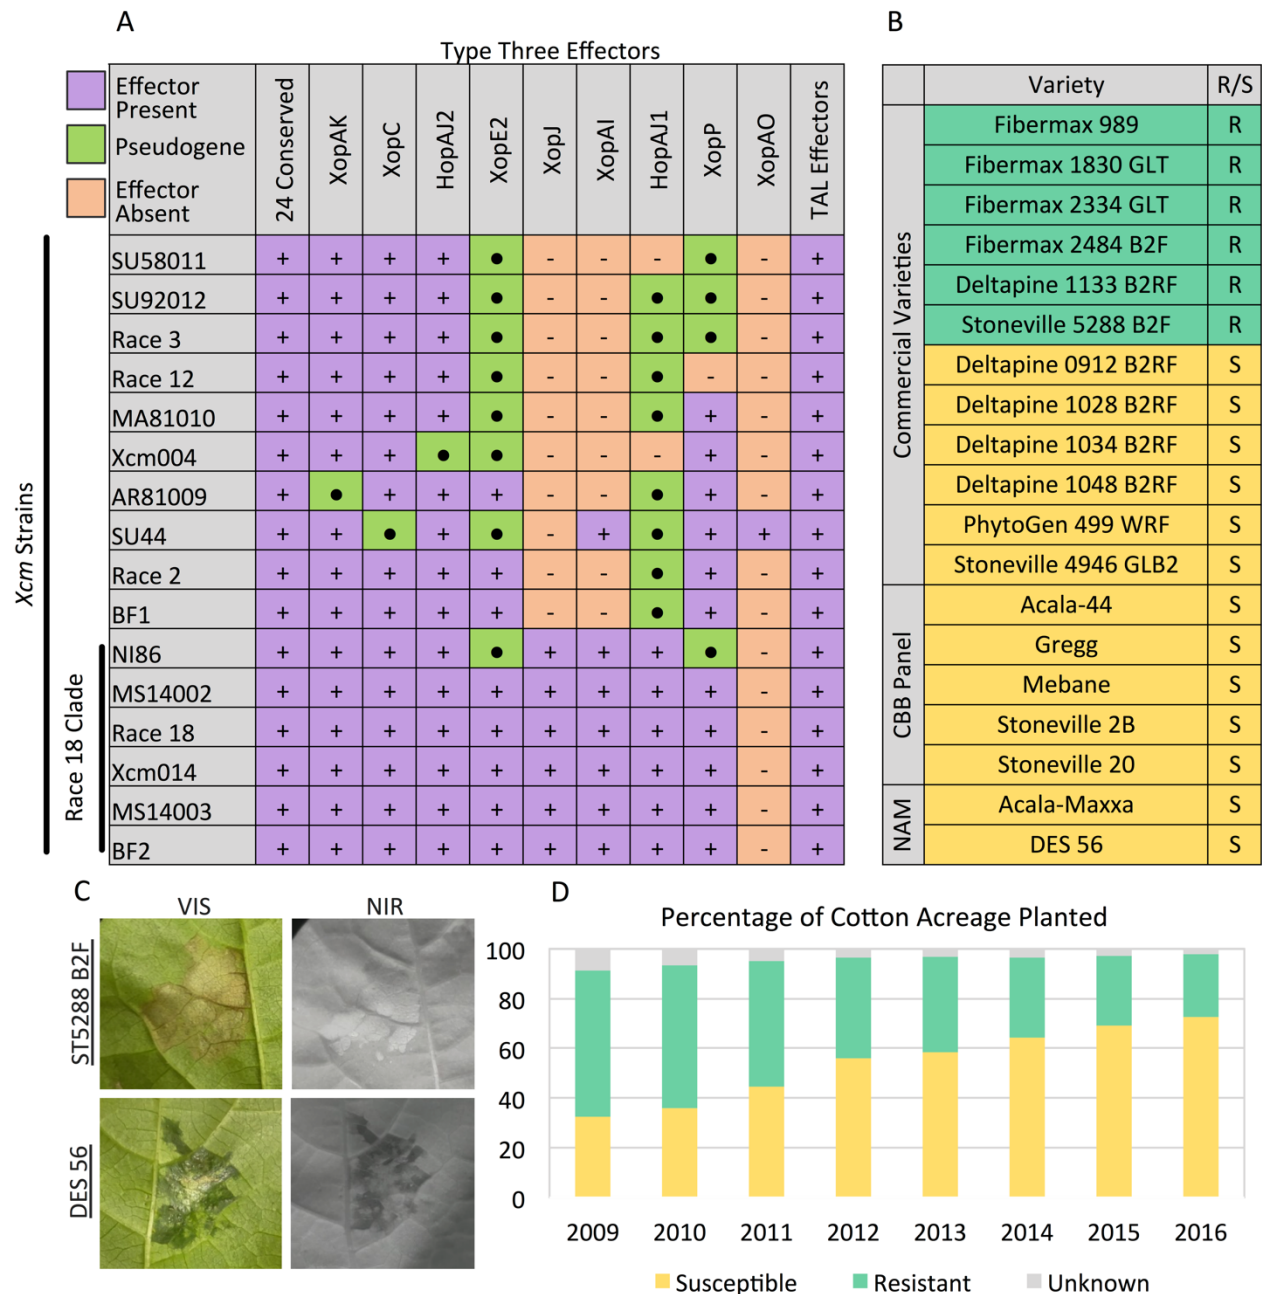 A
Type Three Effectors
Effector Present
Pseudogene
Effector Absent
24 Conserved XopAK XopC HopAJ2 XopE2 XopJ XopAI HopAJ1 XopP XopAO TAL Effectors
Xcm Strains
Race 18 Clade
SU58011 + + + + ● - - - ● - +
SU92012 + + + + ● - - ● ● - +
Race 3 + + + + ● - - ● ● - +
Race 12 + + + + ● - - ● - - +
MA81010 + + + + ● - - ● + - +
Xcm004 + + + ● ● - - - + - +
AR81009 + ● + + + - - ● + - +
SU44 + + ● + ● - + ● + + +
Race 2 + + + + + - - ● + - +
BF1 + + + + + - - ● + - +
NI86 + + + + ● + + + ● - +
MS14002 + + + + + + + + + - +
Race 18 + + + + + + + + + - +
Xcm014 + + + + + + + + + - +
MS14003 + + + + + + + + + - +
BF2 + + + + + + + + + - +
B
Variety R/S
Commercial Varieties
Fibermax 989 R
Fibermax 1830 GLT R
Fibermax 2334 GLT R
Fibermax 2484 B2F R
Deltapine 1133 B2RF R
Stoneville 5288 B2F R
Deltapine 0912 B2RF S
Deltapine 1028 B2RF S
Deltapine 1034 B2RF S
Deltapine 1048 B2RF S
PhytoGen 499 WRF S
Stoneville 4946 GLB2 S
CBB Panel
Acala-44 S
Gregg S
Mebane S
Stoneville 2B S
Stoneville 20 S
NAM
Acala-Maxxa S
DES 56 S
C
VIS NIR
ST5288 B2F
DES 56
D
Percentage of Cotton Acreage Planted
100
80
60
40
20
0
2009 2010 2011 2012 2013 2014 2015 2016
Susceptible Resistant Unknown